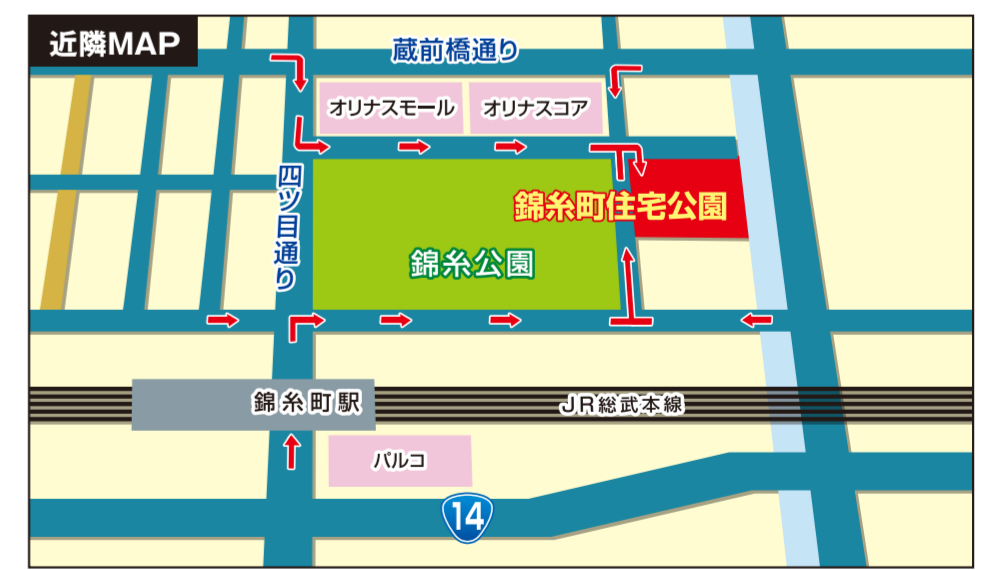 近隣MAP
蔵前橋通り
オリナスモール
オリナスコア
四ツ目通り
錦糸町住宅公園
錦糸公園
錦糸町駅
JR総武本線
パルコ
14